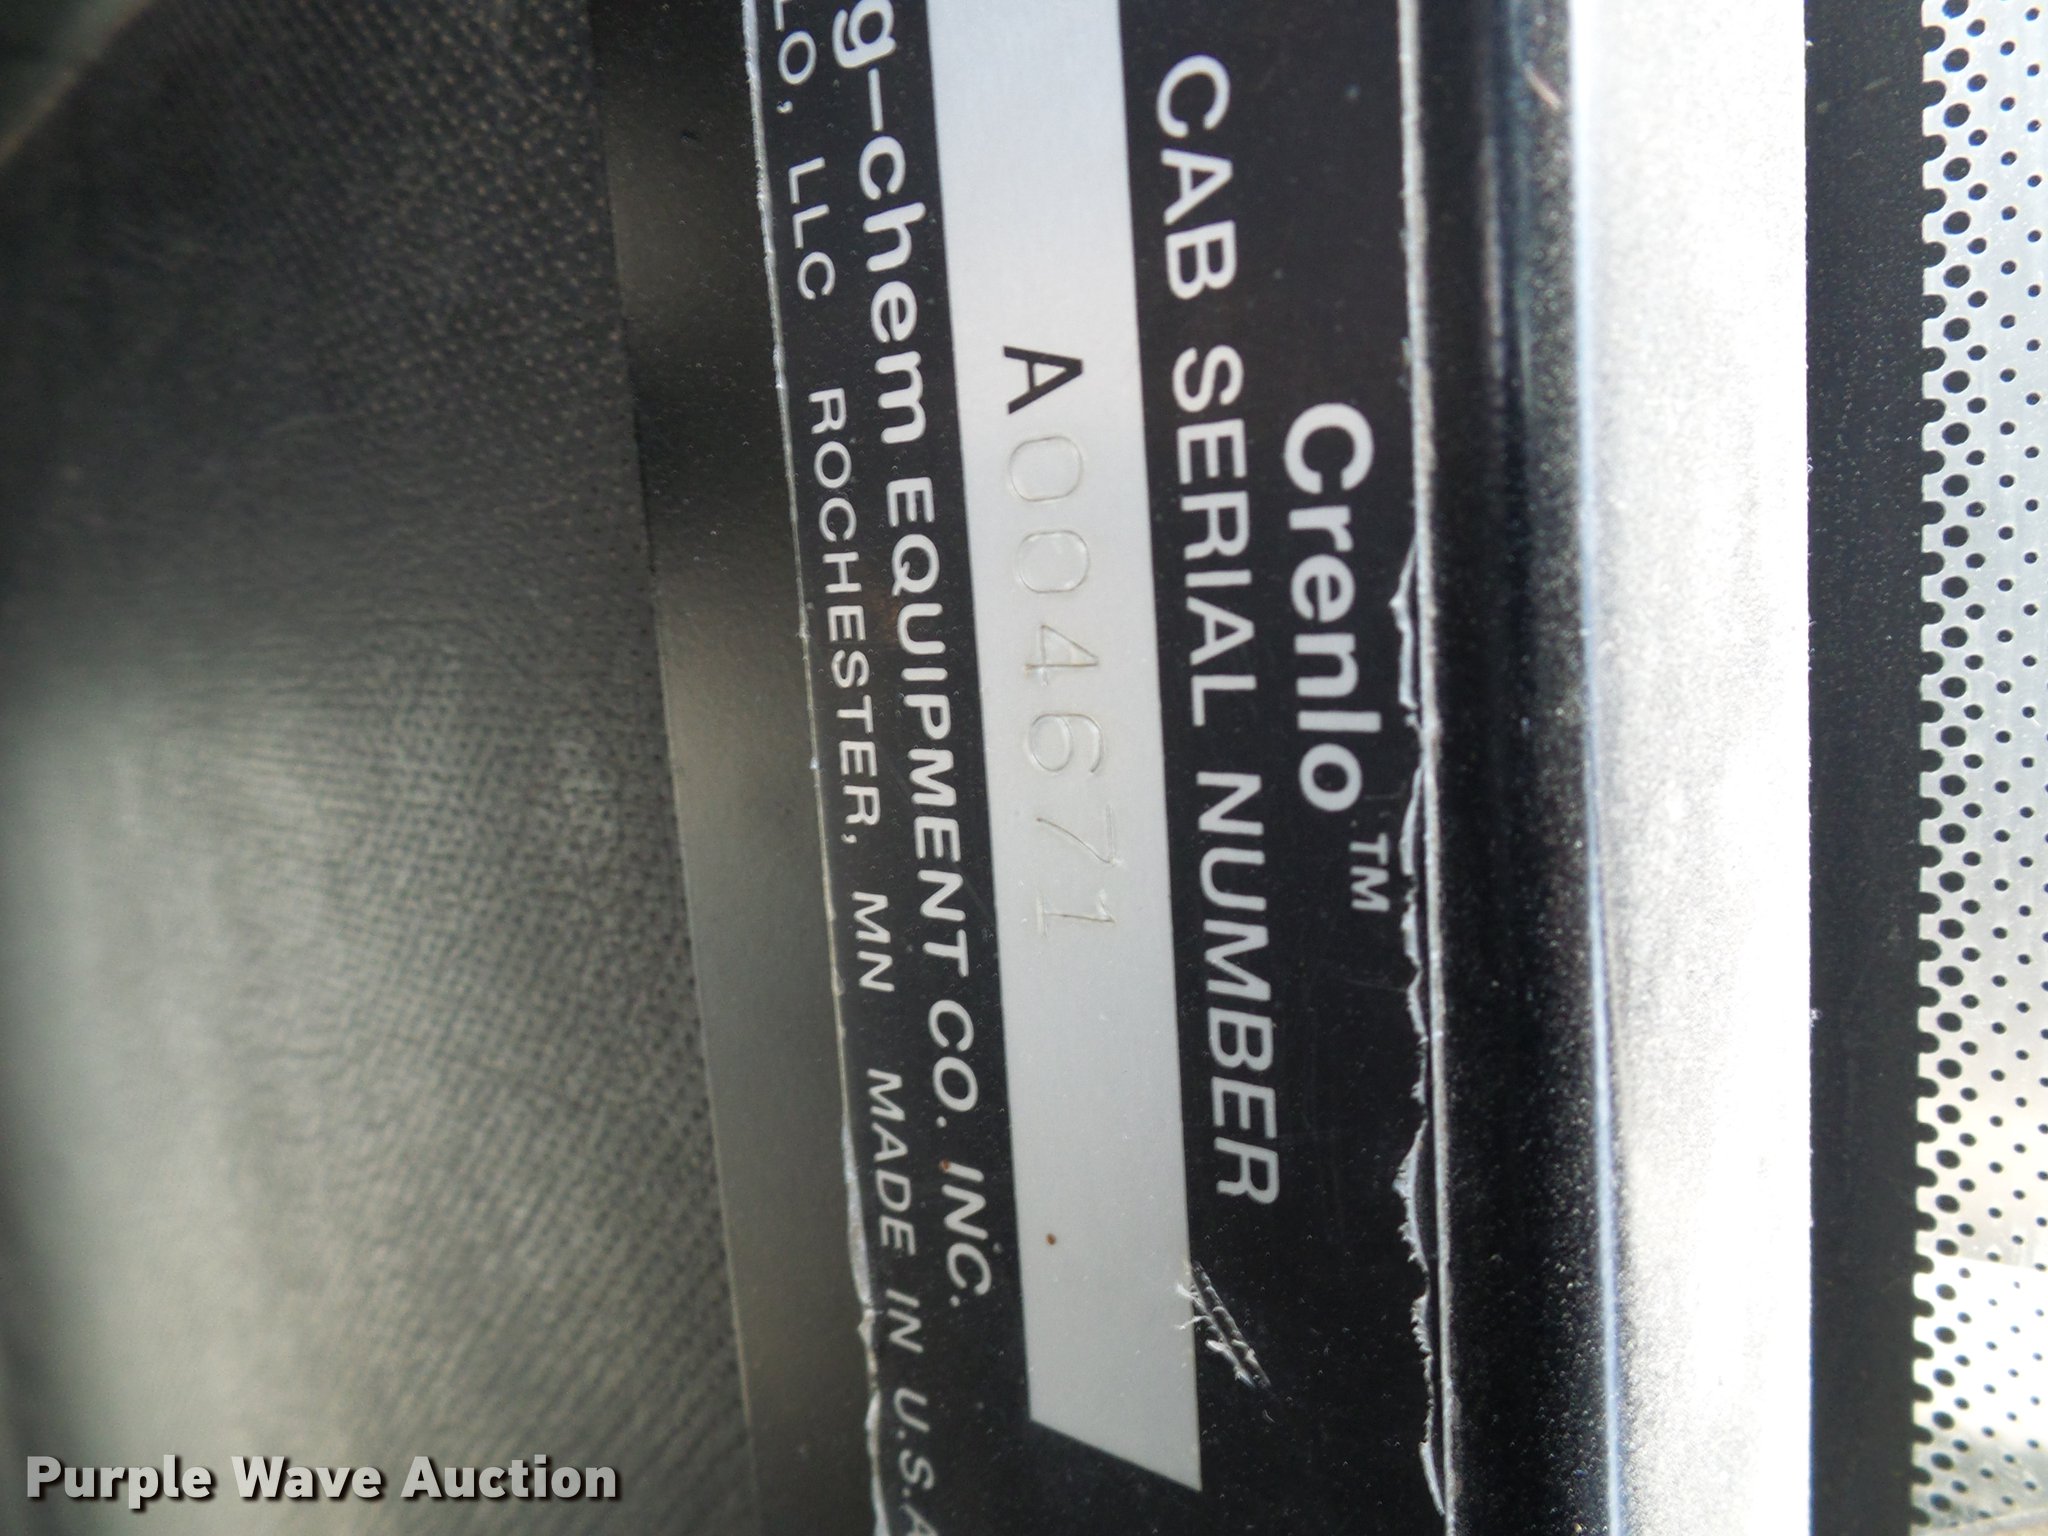 Crenlo™
CAB SERIAL NUMBER
A004671
g-chem EQUIPMENT CO. INC.
LO, LLC ROCHESTER, MN MADE IN U.S.A
Purple Wave Auction